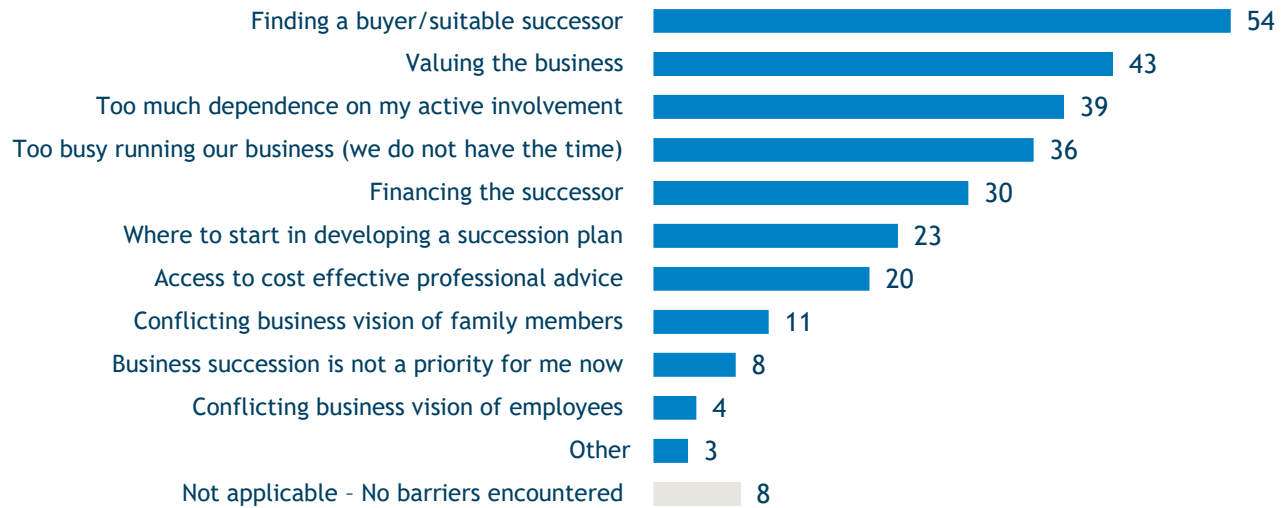 Finding a buyer/suitable successor 54
Valuing the business 43
Too much dependence on my active involvement 39
Too busy running our business (we do not have the time) 36
Financing the successor 30
Where to start in developing a succession plan 23
Access to cost effective professional advice 20
Conflicting business vision of family members 11
Business succession is not a priority for me now 8
Conflicting business vision of employees 4
Other 3
Not applicable – No barriers encountered 8